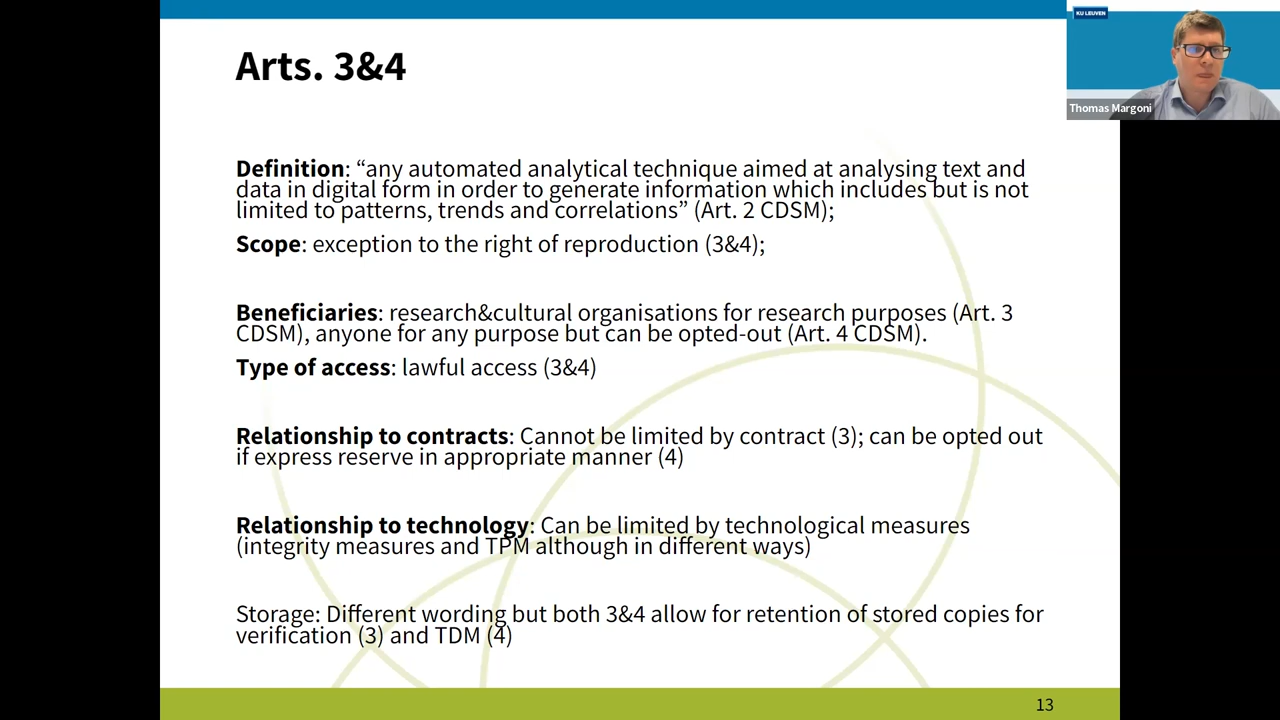 KU LEUVEN
Thomas Margoni
Arts. 3&4
Definition: “any automated analytical technique aimed at analysing text and
data in digital form in order to generate information which includes but is not
limited to patterns, trends and correlations” (Art. 2 CDSM);
Scope: exception to the right of reproduction (3&4);
Beneficiaries: research&cultural organisations for research purposes (Art. 3
CDSM), anyone for any purpose but can be opted-out (Art. 4 CDSM).
Type of access: lawful access (3&4)
Relationship to contracts: Cannot be limited by contract (3); can be opted out
if express reserve in appropriate manner (4)
Relationship to technology: Can be limited by technological measures
(integrity measures and TPM although in different ways)
Storage: Different wording but both 3&4 allow for retention of stored copies for
verification (3) and TDM (4)
13